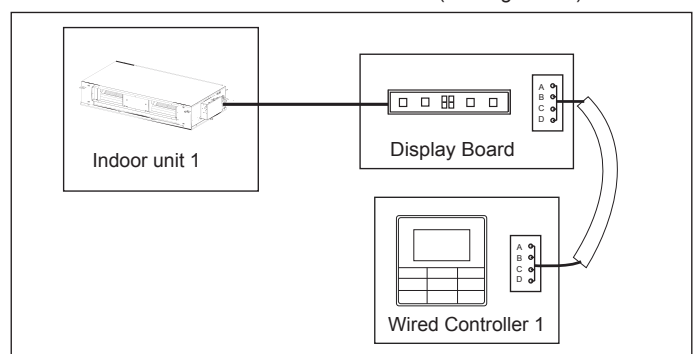 A
B
C
D
Display Board
Indoor unit 1
A
B
C
D
Wired Controller 1